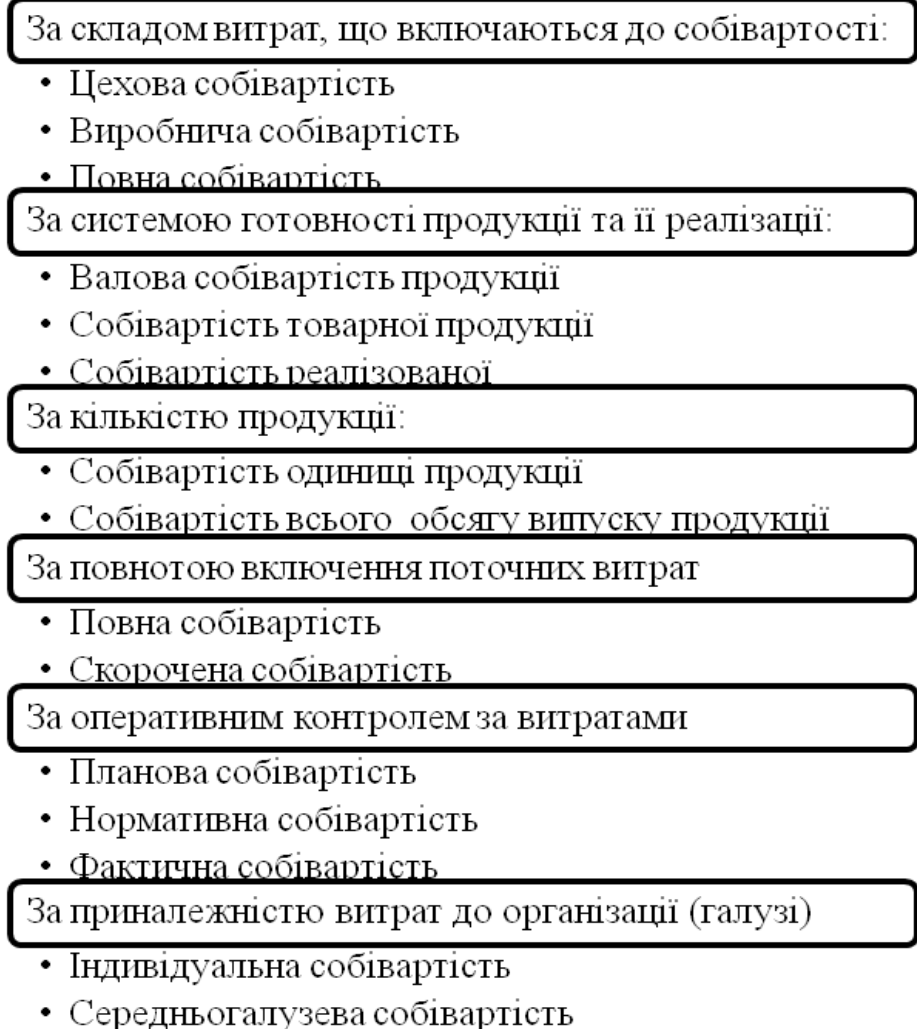 За складом витрат, що включаються до собівартості:
• Цехова собівартість
• Виробнича собівартість
• Повна собівартість
За системою готовності продукції та її реалізації:
• Валова собівартість продукції
• Собівартість товарної продукції
• Собівартість реалізованої
За кількістю продукції:
• Собівартість одиниці продукції
• Собівартість всього обсягу випуску продукції
За повнотою включення поточних витрат
• Повна собівартість
• Скорочена собівартість
За оперативним контролем за витратами
• Планова собівартість
• Нормативна собівартість
• Фактична собівартість
За приналежністю витрат до організації (галузі)
• Індивідуальна собівартість
• Середньогалузева собівартість